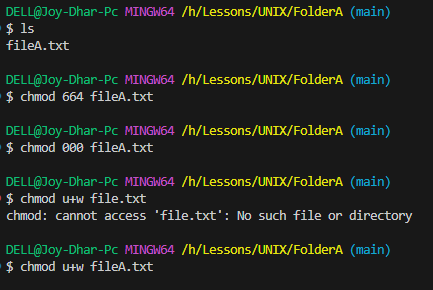 DELL@Joy-Dhar-Pc MINGW64 /h/Lessons/UNIX/FolderA (main)
$ ls
fileA.txt
DELL@Joy-Dhar-Pc MINGW64 /h/Lessons/UNIX/FolderA (main)
$ chmod 664 fileA.txt
DELL@Joy-Dhar-Pc MINGW64 /h/Lessons/UNIX/FolderA (main)
$ chmod 000 fileA.txt
DELL@Joy-Dhar-Pc MINGW64 /h/Lessons/UNIX/FolderA (main)
$ chmod u+w file.txt
chmod: cannot access 'file.txt': No such file or directory
DELL@Joy-Dhar-Pc MINGW64 /h/Lessons/UNIX/FolderA (main)
$ chmod u+w fileA.txt